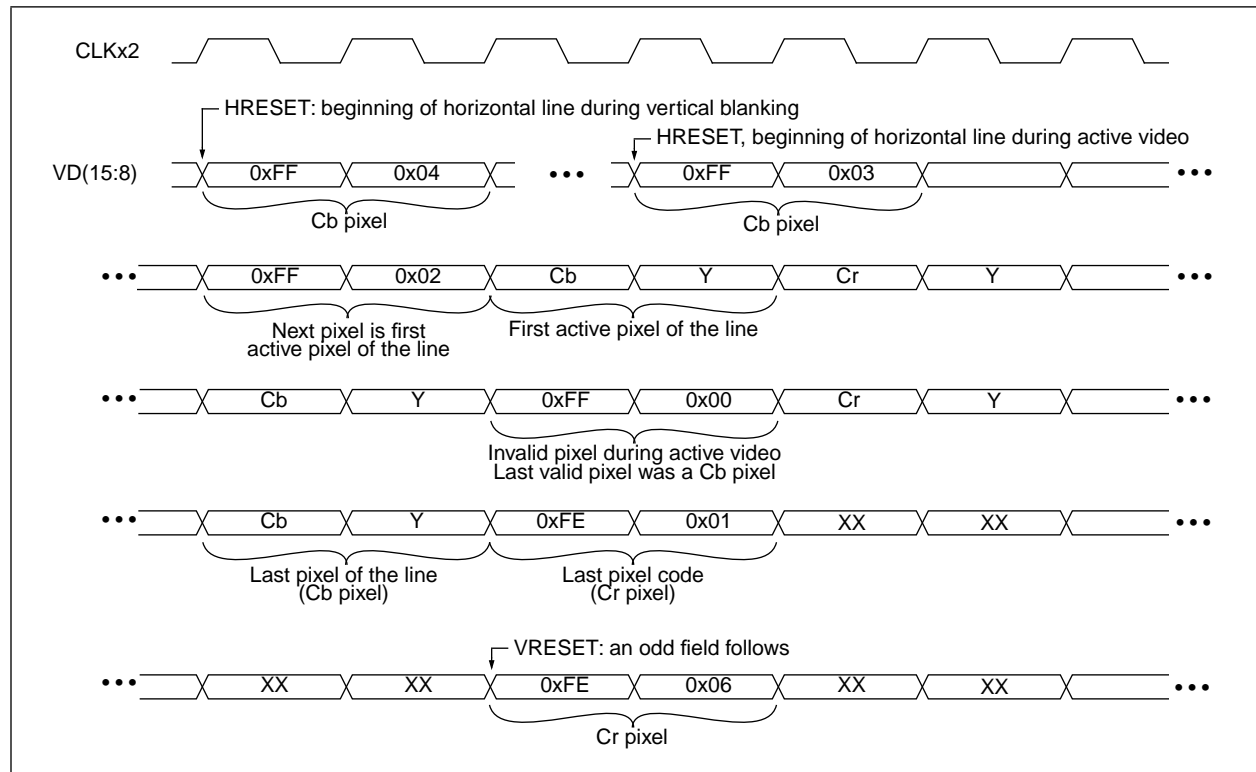 CLKx2
HRESET: beginning of horizontal line during vertical blanking
HRESET, beginning of horizontal line during active video
VD(15:8) 0xFF 0x04 ••• 0xFF 0x03 •••
Cb pixel Cb pixel
••• 0xFF 0x02 Cb Y Cr Y •••
Next pixel is first
active pixel of the line
First active pixel of the line
••• Cb Y 0xFF 0x00 Cr Y •••
Invalid pixel during active video
Last valid pixel was a Cb pixel
••• Cb Y 0xFE 0x01 XX XX •••
Last pixel of the line
(Cb pixel)
Last pixel code
(Cr pixel)
VRESET: an odd field follows
••• XX XX 0xFE 0x06 XX XX •••
Cr pixel